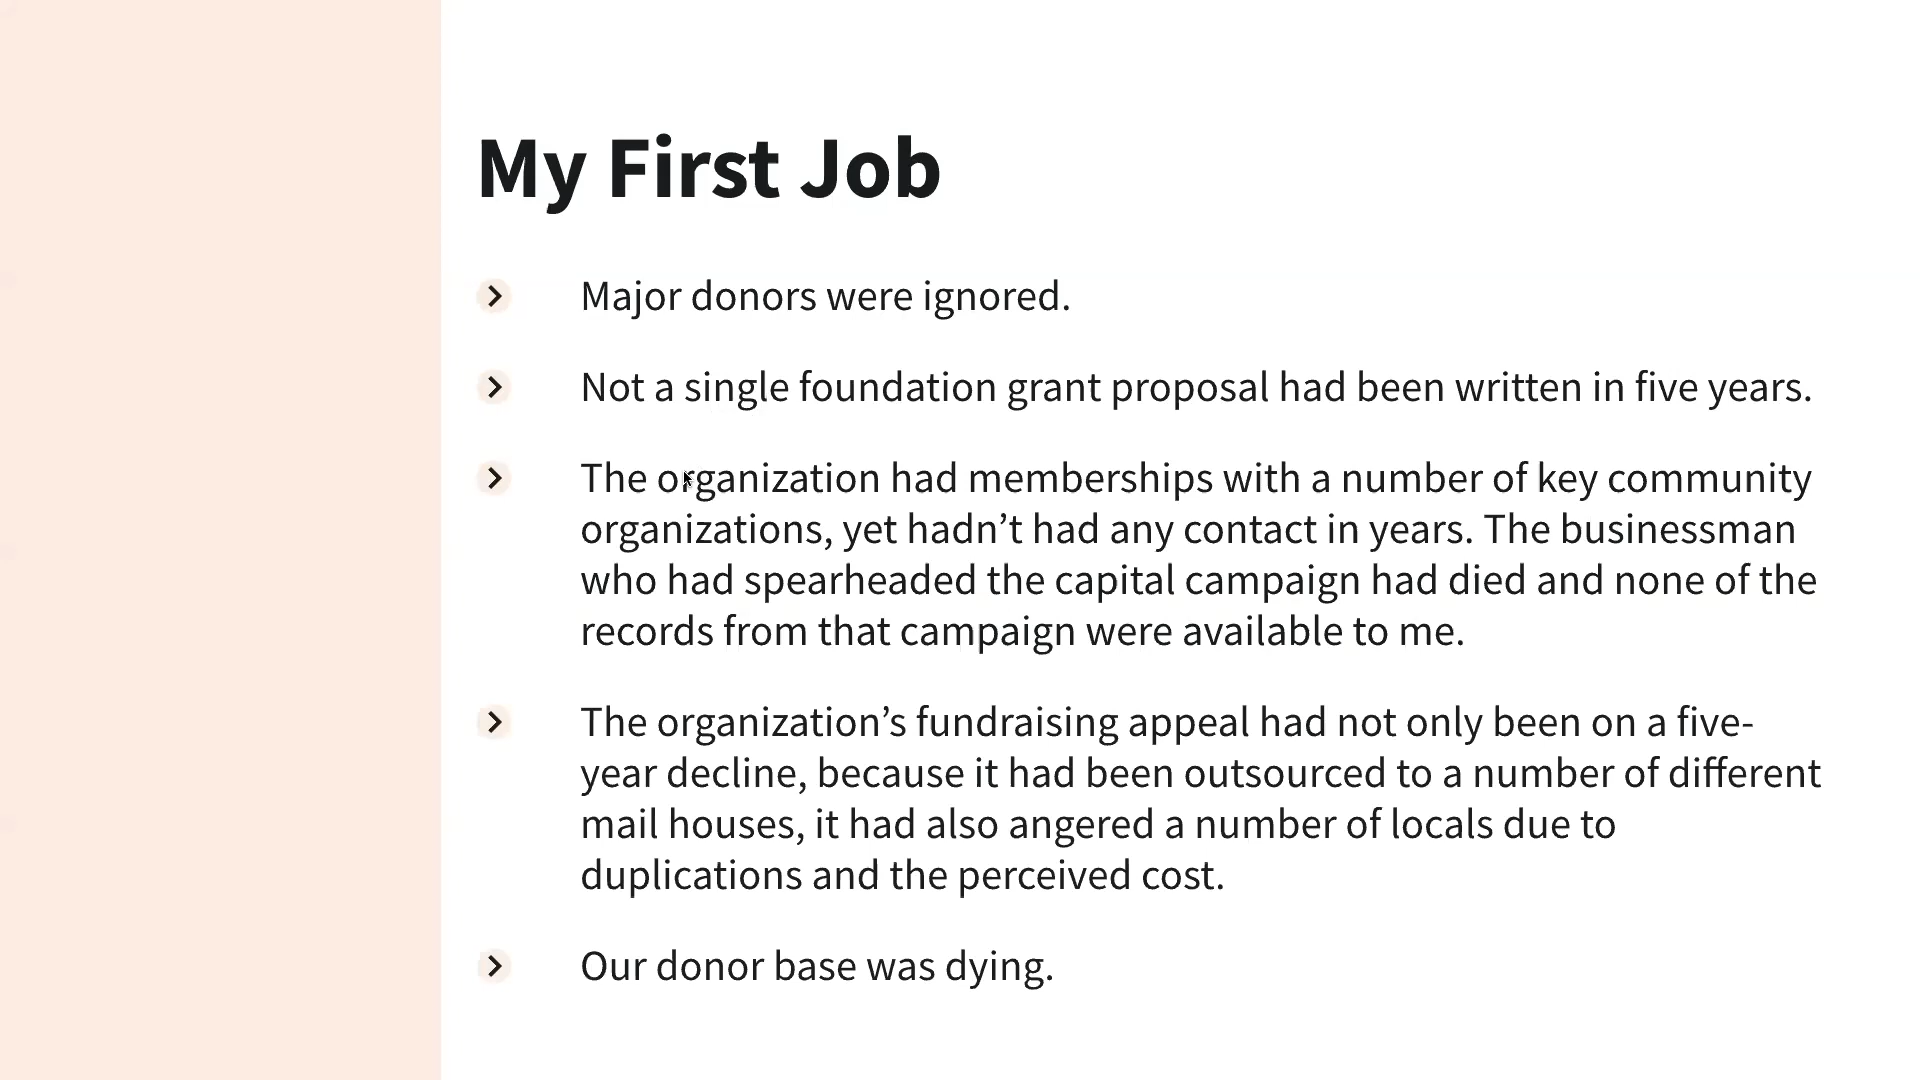 My First Job
Major donors were ignored.
Not a single foundation grant proposal had been written in five years.
The organization had memberships with a number of key community
organizations, yet hadn’t had any contact in years. The businessman
who had spearheaded the capital campaign had died and none of the
records from that campaign were available to me.
The organization’s fundraising appeal had not only been on a five-
year decline, because it had been outsourced to a number of different
mail houses, it had also angered a number of locals due to
duplications and the perceived cost.
Our donor base was dying.